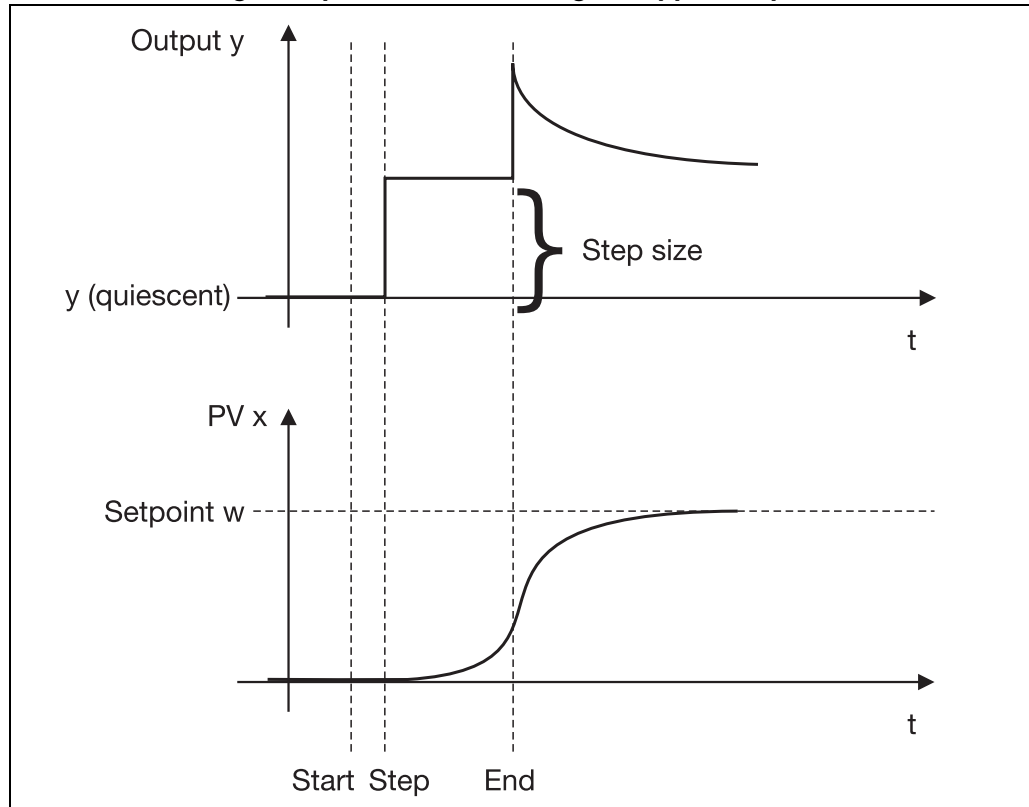 Output y
Step size
y (quiescent)
t
PV x
Setpoint w
t
Start Step End